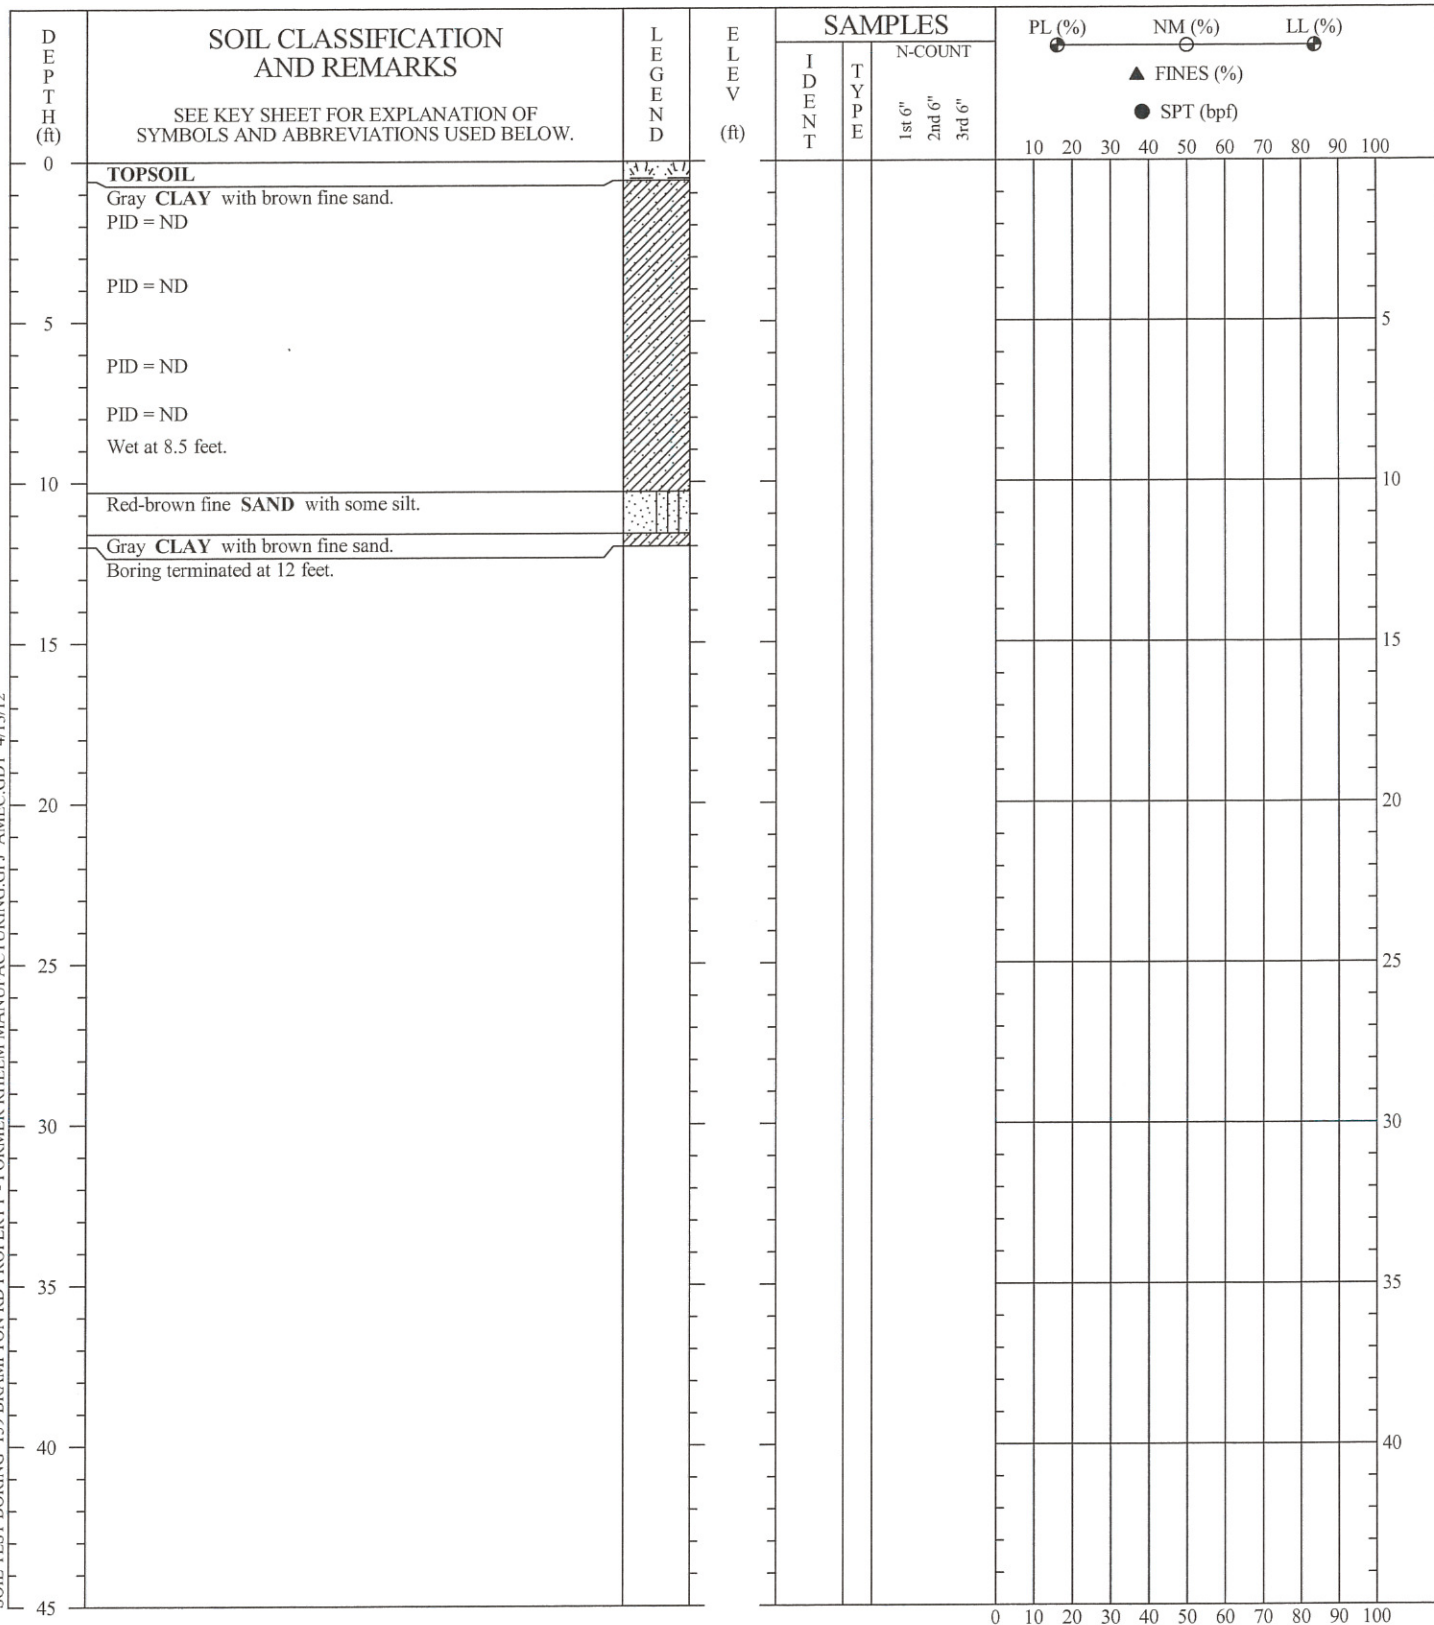 DEPTH
(ft)
SOIL CLASSIFICATION
AND REMARKS
SEE KEY SHEET FOR EXPLANATION OF
SYMBOLS AND ABBREVIATIONS USED BELOW.
LEGEND
ELEV
(ft)
SAMPLES
IDENT
TYPE
N-COUNT
1st 6"
2nd 6"
3rd 6"
PL (%) NM (%) LL (%)
▲ FINES (%)
● SPT (bpf)
10 20 30 40 50 60 70 80 90 100
0
TOPSOIL
Gray CLAY with brown fine sand.
PID = ND
PID = ND
5 5
PID = ND
PID = ND
Wet at 8.5 feet.
10 10
Red-brown fine SAND with some silt.
Gray CLAY with brown fine sand.
Boring terminated at 12 feet.
15 15
20 20
25 25
30 30
35 35
40 40
45
0 10 20 30 40 50 60 70 80 90 100